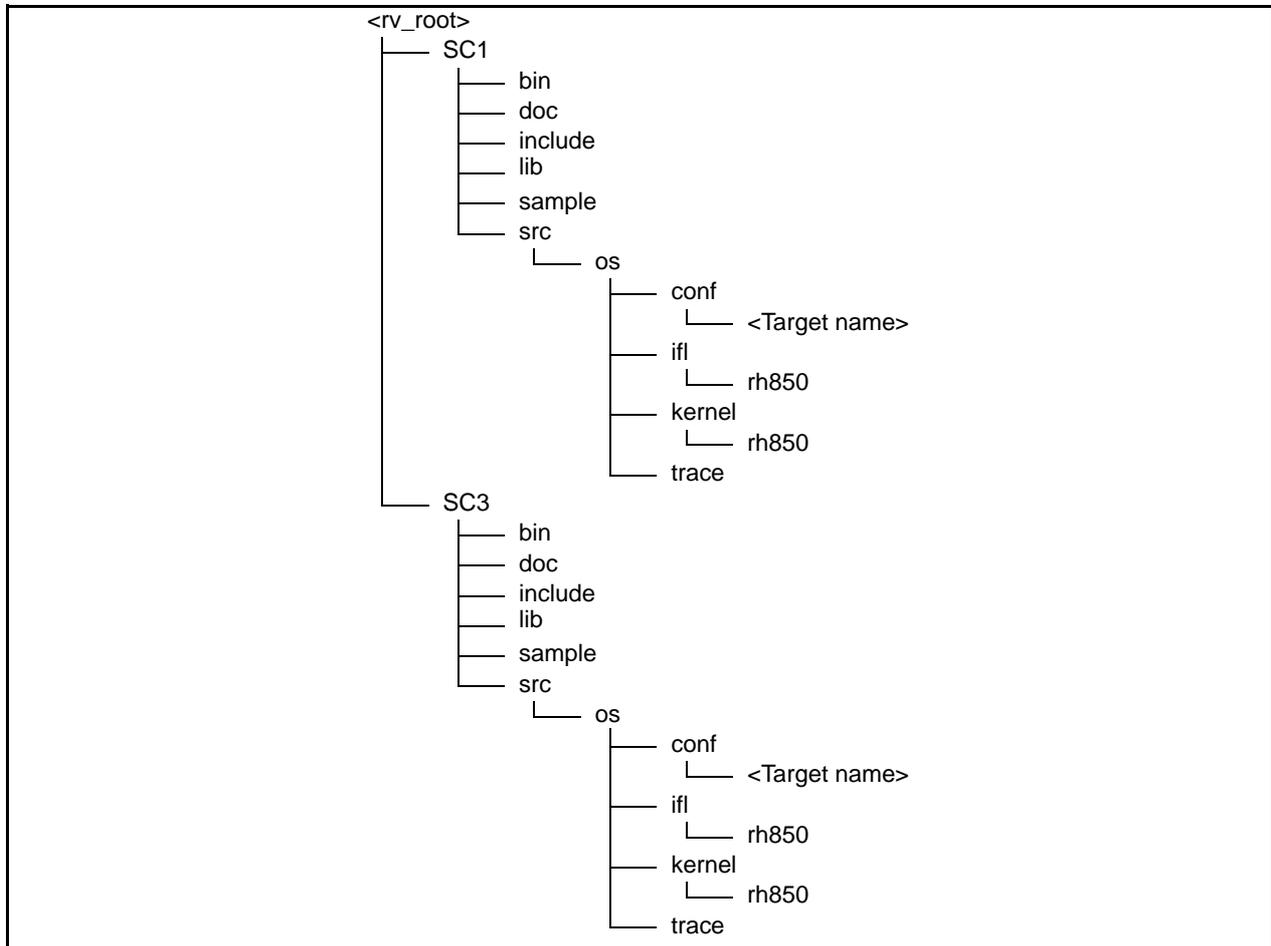 <rv_root>
SC1
bin
doc
include
lib
sample
src
os
conf
<Target name>
ifl
rh850
kernel
rh850
trace
SC3
bin
doc
include
lib
sample
src
os
conf
<Target name>
ifl
rh850
kernel
rh850
trace